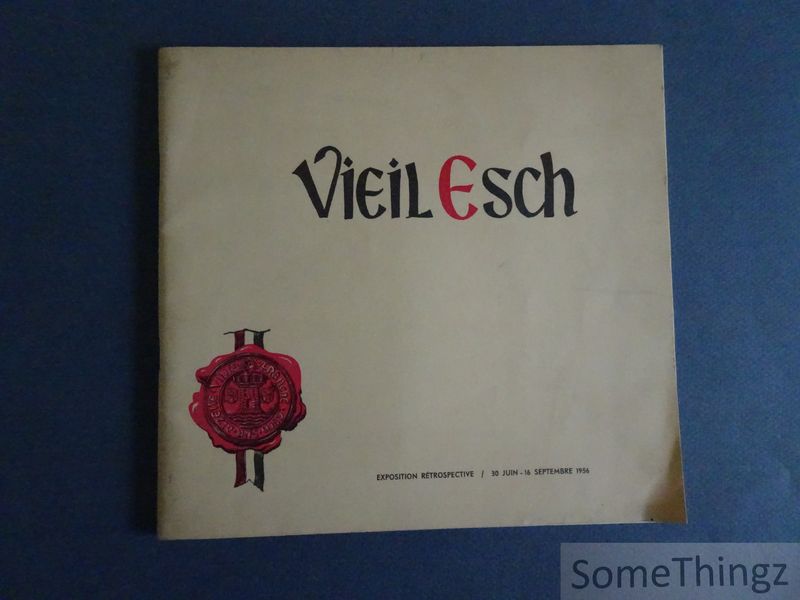 Vieil Esch
EXPOSITION RÉTROSPECTIVE / 30 JUIN - 16 SEPTEMBRE 1956
SomeThingz